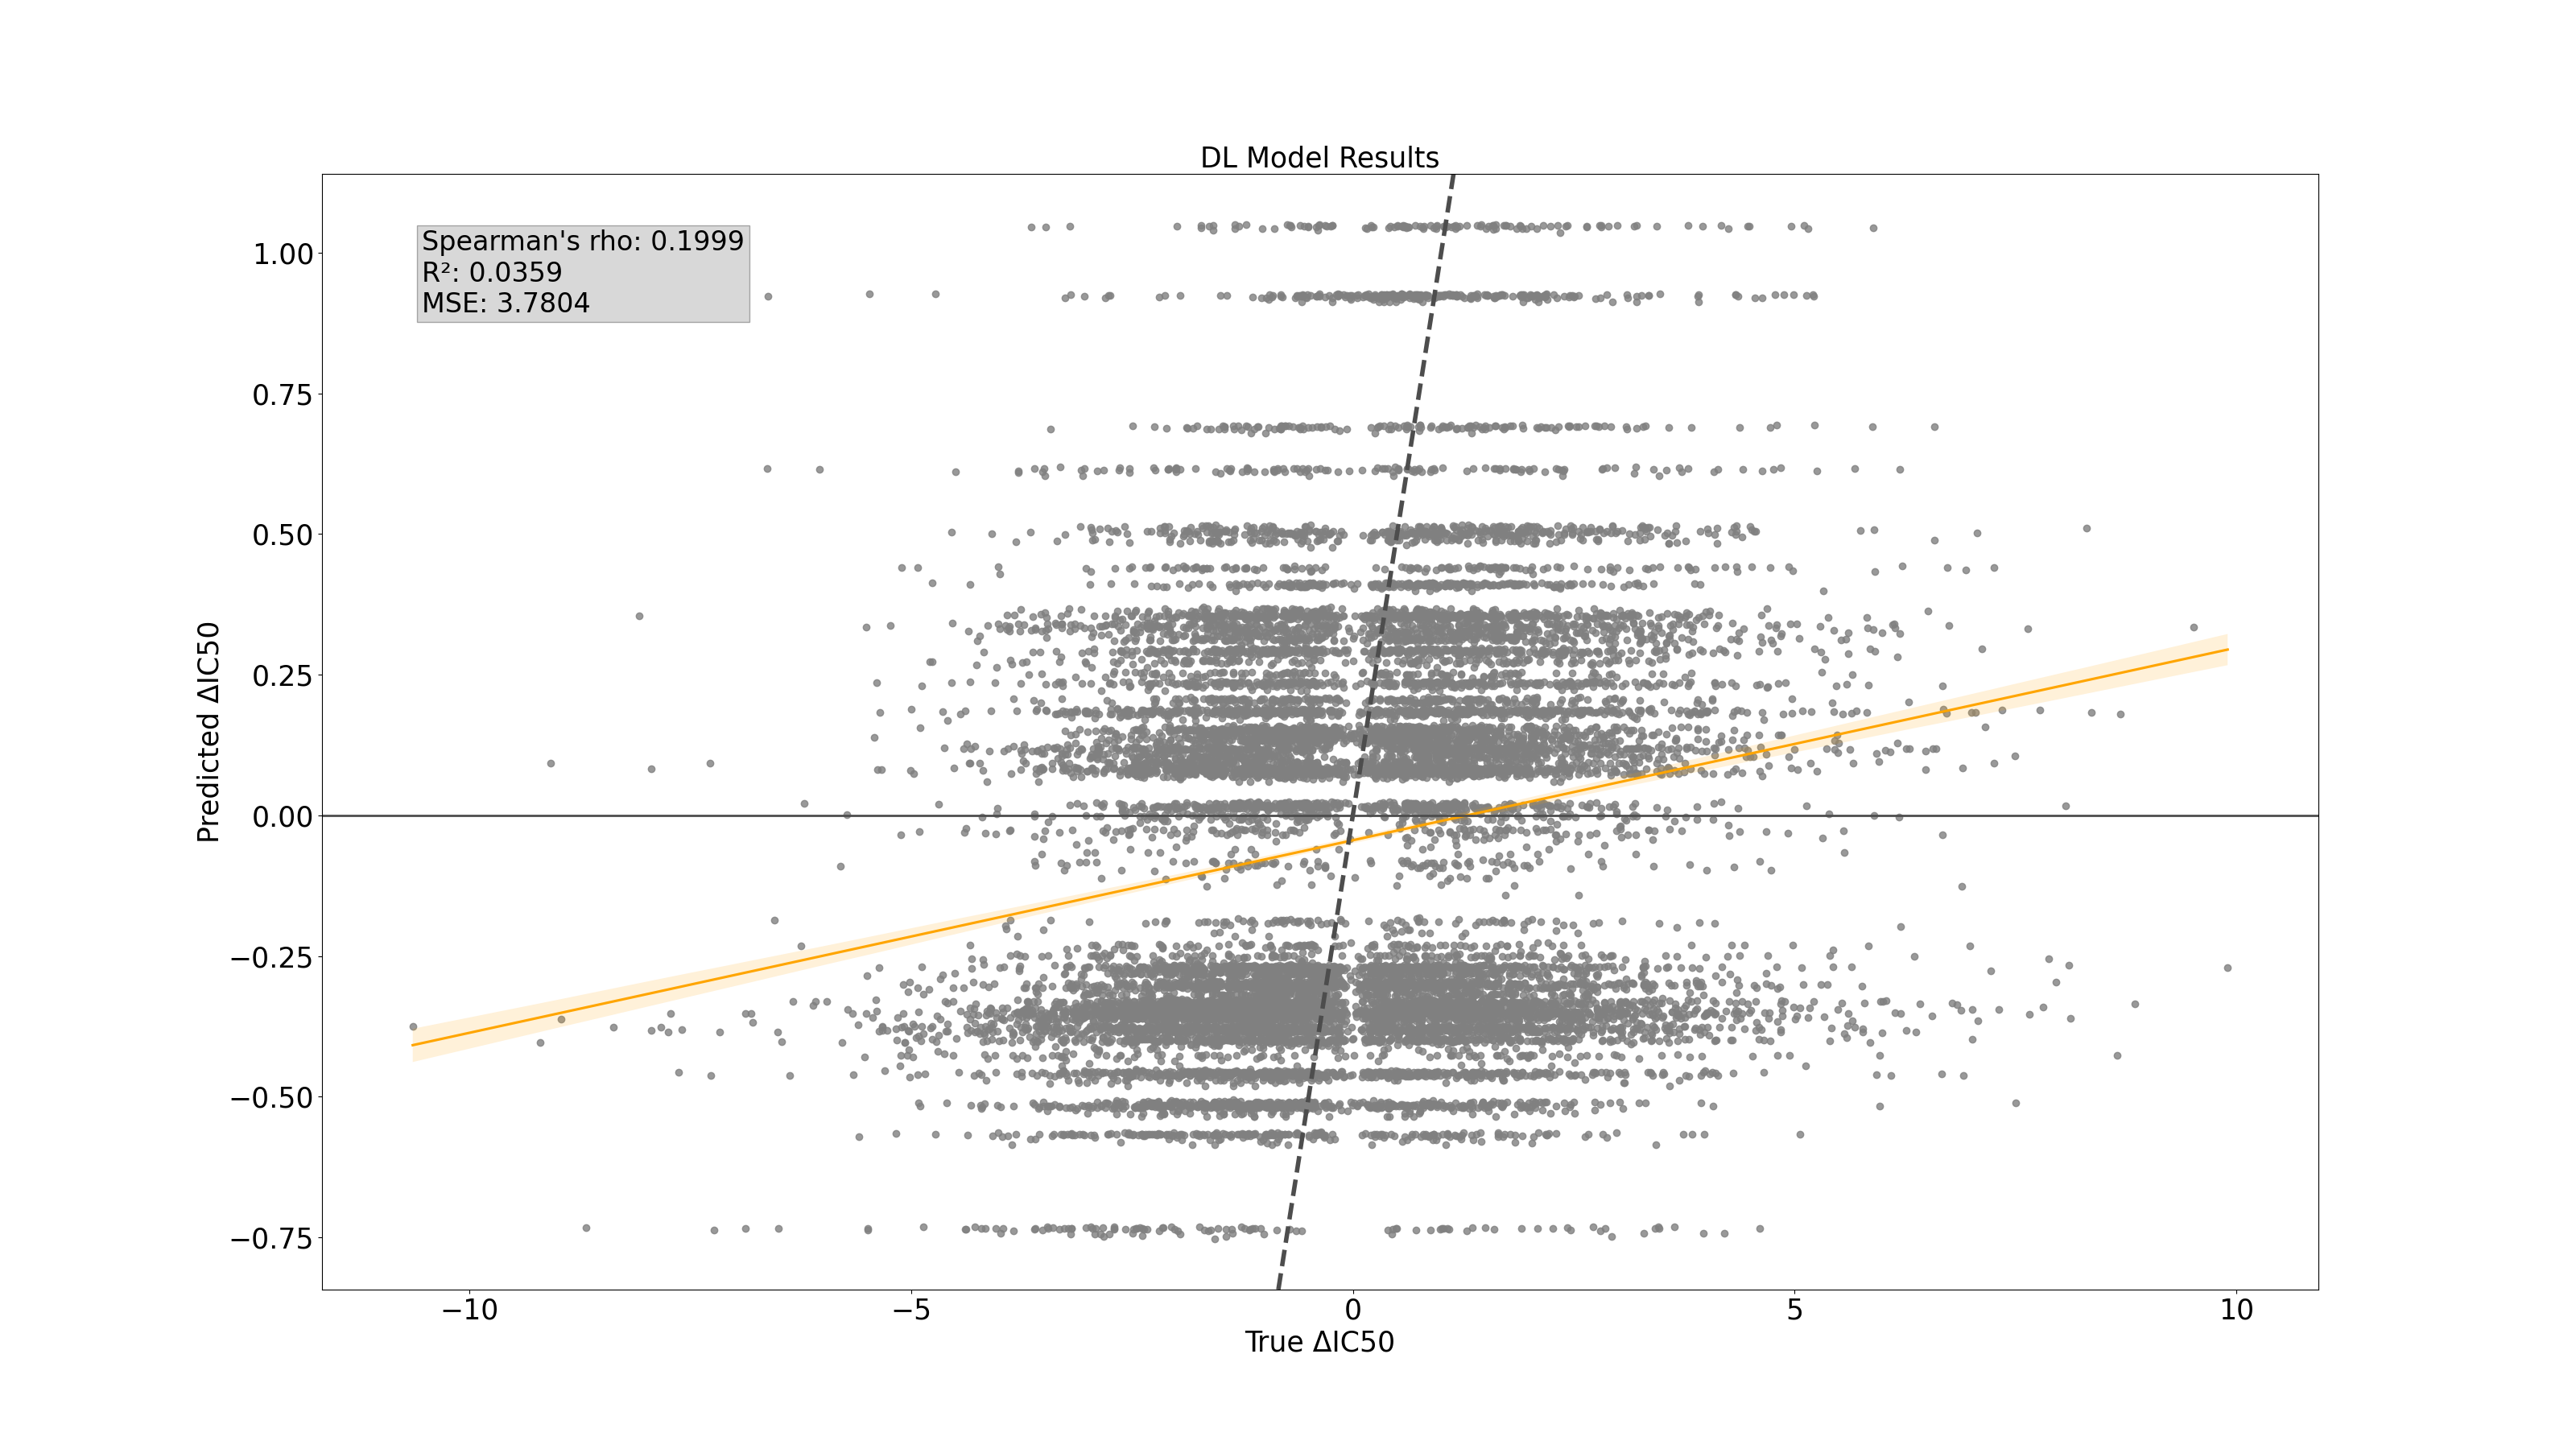 DL Model Results
Spearman's rho: 0.1999
R²: 0.0359
MSE: 3.7804
1.00
0.75
0.50
0.25
0.00
−0.25
−0.50
−0.75
Predicted ΔIC50
−10
−5
0
5
10
True ΔIC50